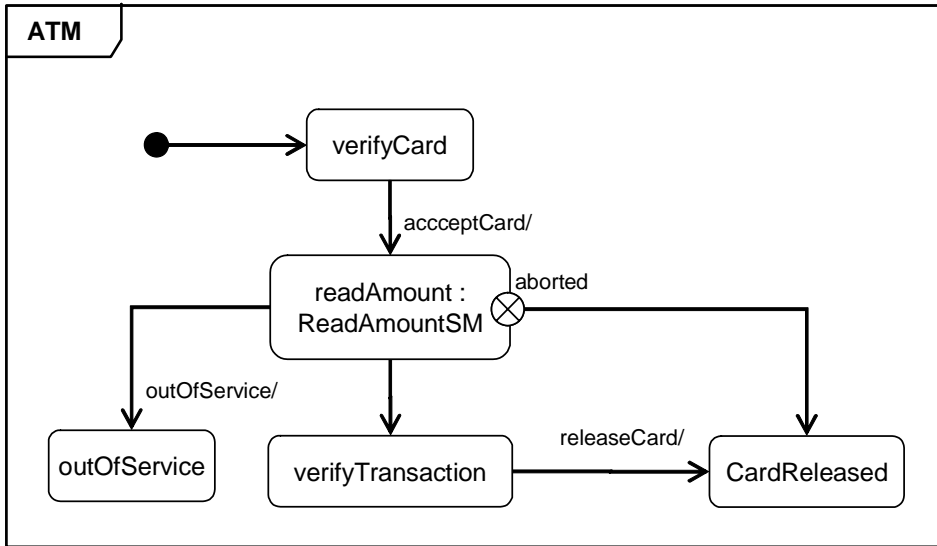 ATM
verifyCard
accceptCard/
readAmount :
ReadAmountSM
aborted
outOfService/
releaseCard/
outOfService
verifyTransaction
CardReleased